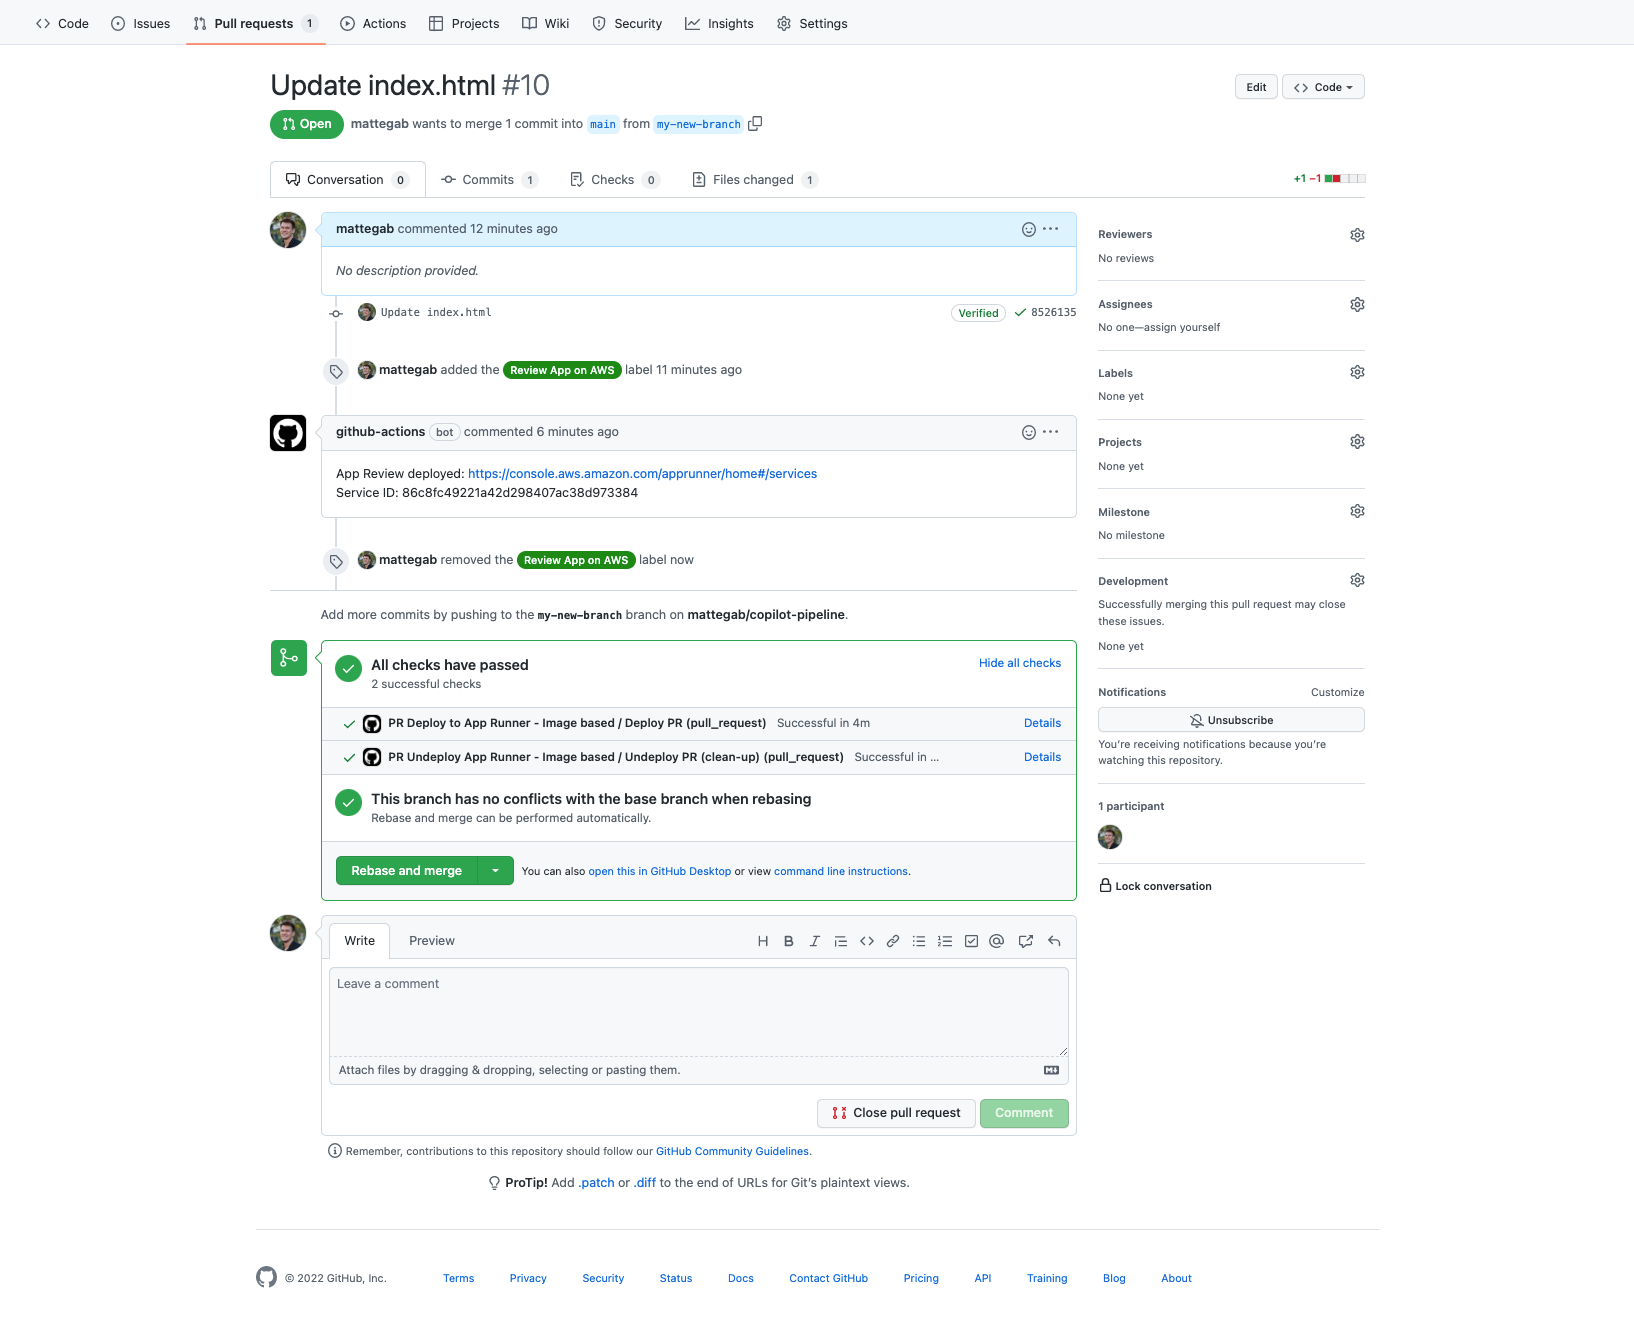 Code Issues Pull requests 1 Actions Projects Wiki Security Insights Settings
Update index.html #10
Edit Code
Open mattegab wants to merge 1 commit into main from my-new-branch
Conversation 0 Commits 1 Checks 0 Files changed 1 +1 −1
mattegab commented 12 minutes ago
No description provided.
Update index.html Verified 8526135
mattegab added the Review App on AWS label 11 minutes ago
github-actions bot commented 6 minutes ago
App Review deployed: https://console.aws.amazon.com/apprunner/home#/services
Service ID: 86c8fc49221a42d298407ac38d973384
mattegab removed the Review App on AWS label now
Add more commits by pushing to the my-new-branch branch on mattegab/copilot-pipeline.
All checks have passed
Hide all checks
2 successful checks
PR Deploy to App Runner - Image based / Deploy PR (pull_request) Successful in 4m Details
PR Undeploy App Runner - Image based / Undeploy PR (clean-up) (pull_request) Successful in ... Details
This branch has no conflicts with the base branch when rebasing
Rebase and merge can be performed automatically.
Rebase and merge You can also open this in GitHub Desktop or view command line instructions.
Write Preview H B I
Leave a comment
Attach files by dragging & dropping, selecting or pasting them.
Close pull request Comment
Remember, contributions to this repository should follow our GitHub Community Guidelines.
ProTip! Add .patch or .diff to the end of URLs for Git's plaintext views.
Reviewers
No reviews
Assignees
No one—assign yourself
Labels
None yet
Projects
None yet
Milestone
No milestone
Development
Successfully merging this pull request may close
these issues.
None yet
Notifications Customize
Unsubscribe
You're receiving notifications because you're
watching this repository.
1 participant
Lock conversation
© 2022 GitHub, Inc. Terms Privacy Security Status Docs Contact GitHub Pricing API Training Blog About